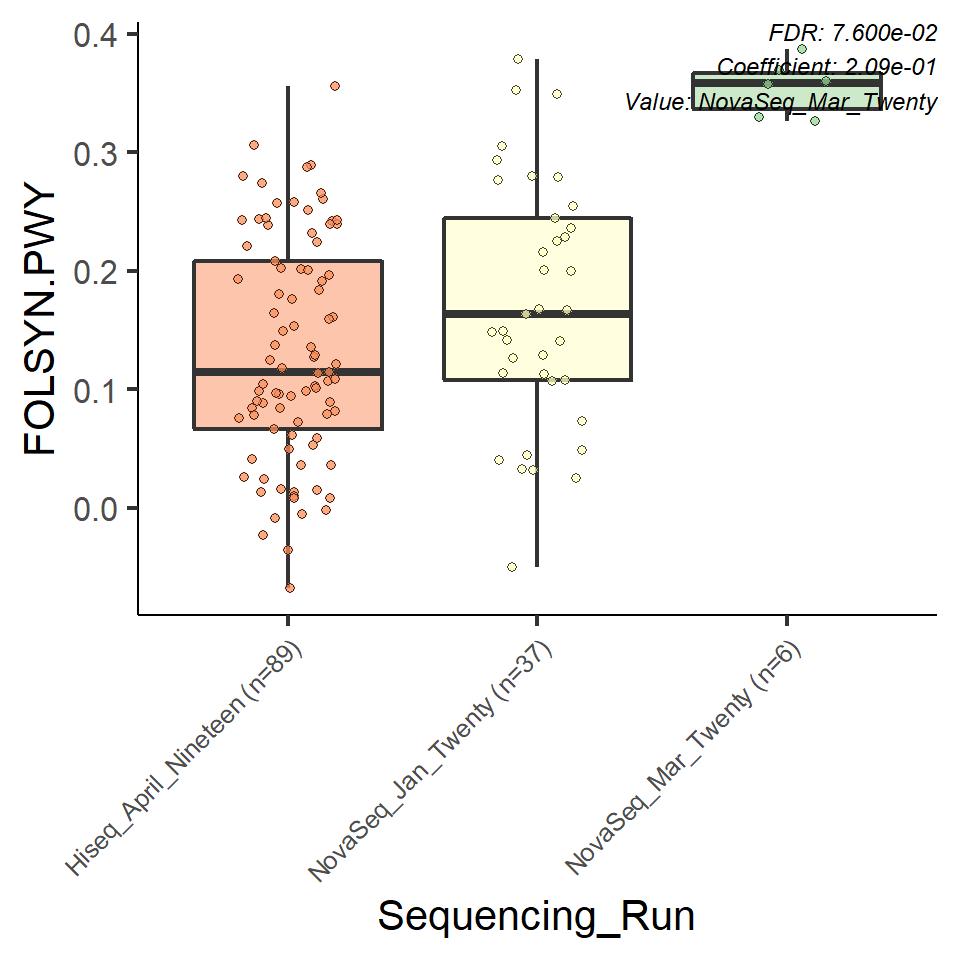 FDR: 7.600e-02
Coefficient: 2.09e-01
Value: NovaSeq_Mar_Twenty
0.4
0.3
0.2
0.1
0.0
FOLSYN.PWY
Hiseq_April_Nineteen (n=89)
NovaSeq_Jan_Twenty (n=37)
NovaSeq_Mar_Twenty (n=6)
Sequencing_Run